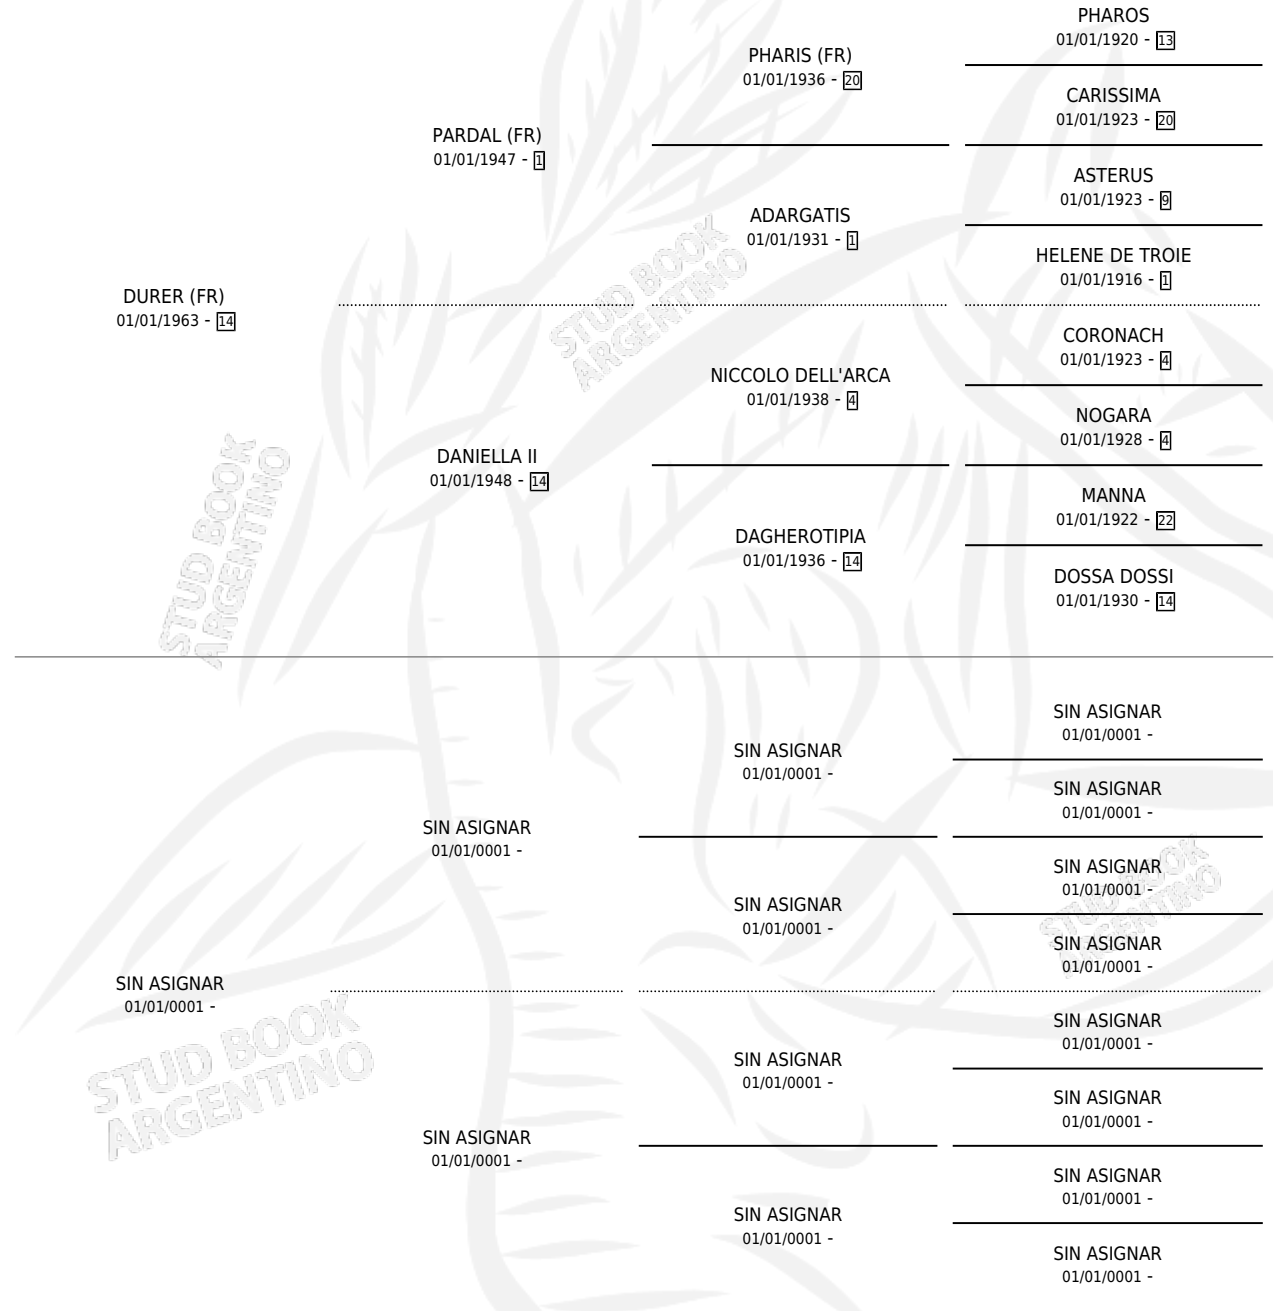 PHAROS
01/01/1920 - 13
PHARIS (FR)
01/01/1936 - 20
CARISSIMA
01/01/1923 - 20
PARDAL (FR)
01/01/1947 - 1
ASTERUS
01/01/1923 - 9
ADARGATIS
01/01/1931 - 1
HELENE DE TROIE
01/01/1916 - 1
DURER (FR)
01/01/1963 - 14
CORONACH
01/01/1923 - 4
NICCOLO DELL'ARCA
01/01/1938 - 4
NOGARA
01/01/1928 - 4
DANIELLA II
01/01/1948 - 14
MANNA
01/01/1922 - 22
DAGHEROTIPIA
01/01/1936 - 14
DOSSA DOSSI
01/01/1930 - 14
STUD BOOK
ARGENTINO
STUD BOOK
ARGENTINO
SIN ASIGNAR
01/01/0001 -
SIN ASIGNAR
01/01/0001 -
SIN ASIGNAR
01/01/0001 -
SIN ASIGNAR
01/01/0001 -
SIN ASIGNAR
01/01/0001 -
SIN ASIGNAR
01/01/0001 -
SIN ASIGNAR
01/01/0001 -
SIN ASIGNAR
01/01/0001 -
SIN ASIGNAR
01/01/0001 -
SIN ASIGNAR
01/01/0001 -
SIN ASIGNAR
01/01/0001 -
SIN ASIGNAR
01/01/0001 -
SIN ASIGNAR
01/01/0001 -
SIN ASIGNAR
01/01/0001 -
SIN ASIGNAR
01/01/0001 -
STUD BOOK
ARGENTINO
STUD BOOK
ARGENTINO